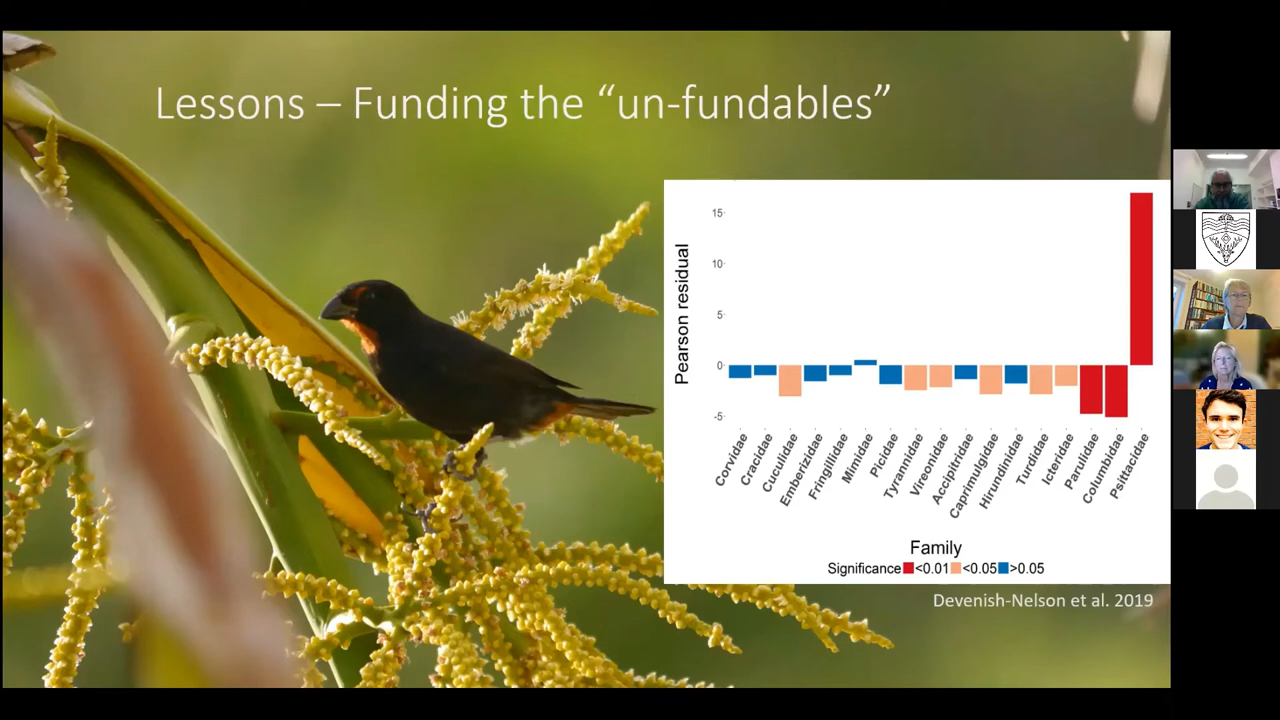 Lessons – Funding the “un-fundables”
Pearson residual
15
10
5
0
-5
Corvidae
Cracidae
Cuculidae
Emberizidae
Fringillidae
Mimidae
Picidae
Tyrannidae
Vireonidae
Accipitridae
Caprimulgidae
Hirundinidae
Turdidae
Icteridae
Parulidae
Columbidae
Psittacidae
Family
Significance <0.01 <0.05 >0.05
Devenish-Nelson et al. 2019